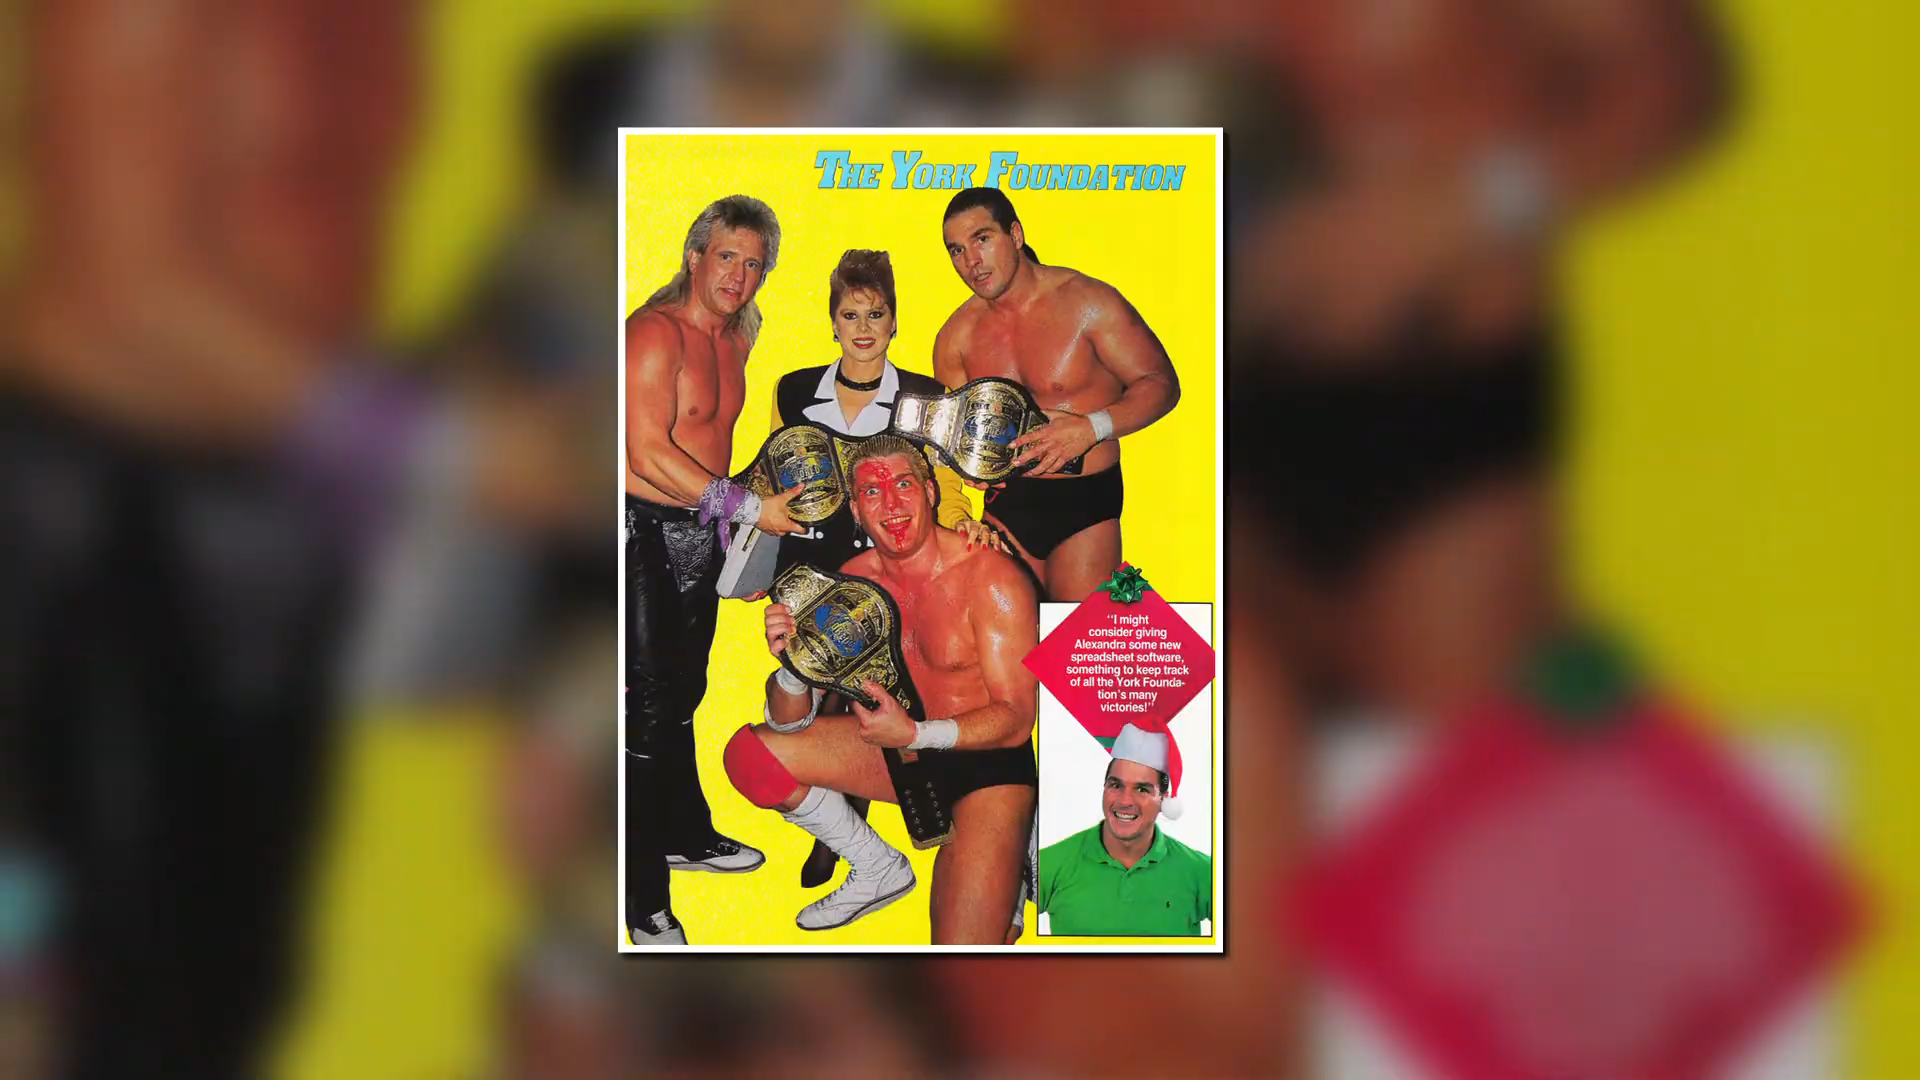 THE YORK FOUNDATION
"I might
consider giving
Alexandra some new
spreadsheet software,
something to keep track
of all the York Founda-
tion's many
victories!"